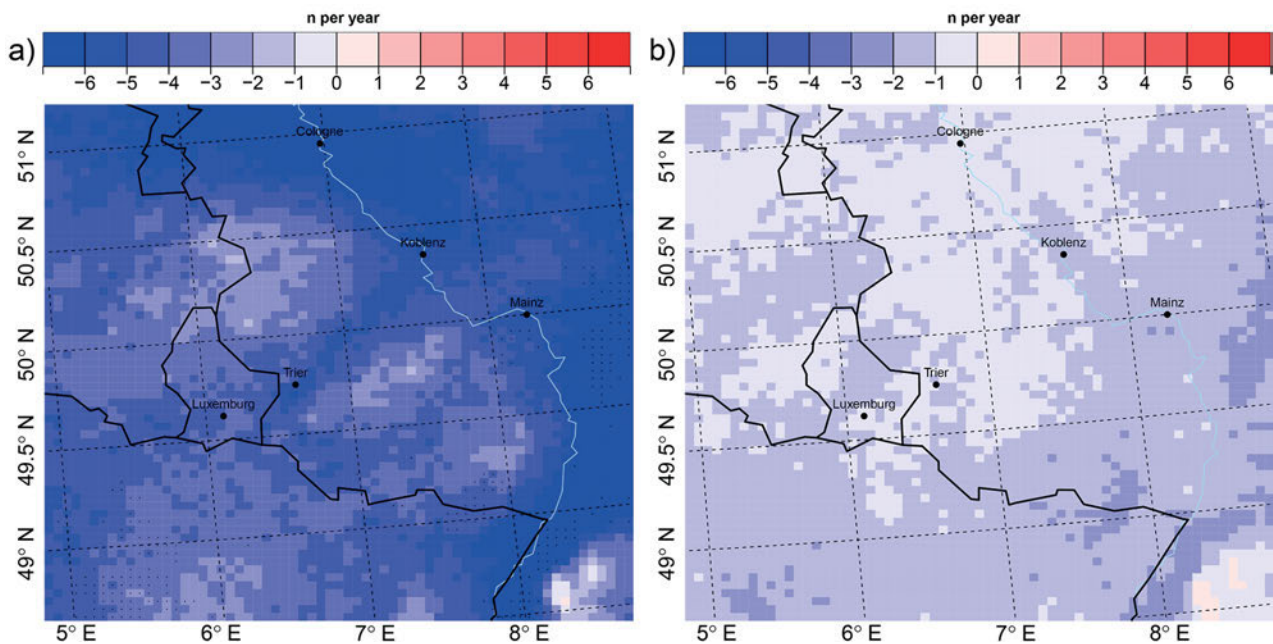 n per year
a)
−6 −5 −4 −3 −2 −1 0 1 2 3 4 5 6
51° N
50.5° N
50° N
49.5° N
49° N
Cologne
Koblenz
Mainz
Trier
Luxemburg
5° E 6° E 7° E 8° E
n per year
b)
−6 −5 −4 −3 −2 −1 0 1 2 3 4 5 6
51° N
50.5° N
50° N
49.5° N
49° N
Cologne
Koblenz
Mainz
Trier
Luxemburg
5° E 6° E 7° E 8° E